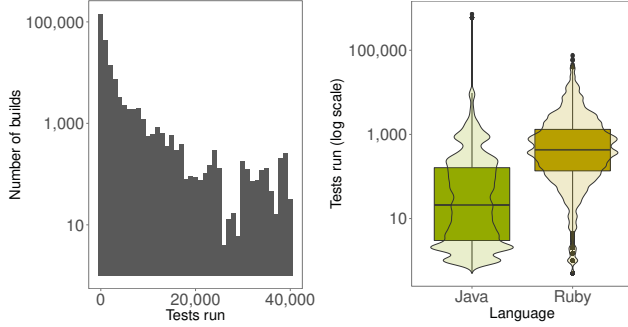 Number of builds
100,000
1,000
10
0
20,000
40,000
Tests run
Tests run (log scale)
100,000
1,000
10
Java
Ruby
Language